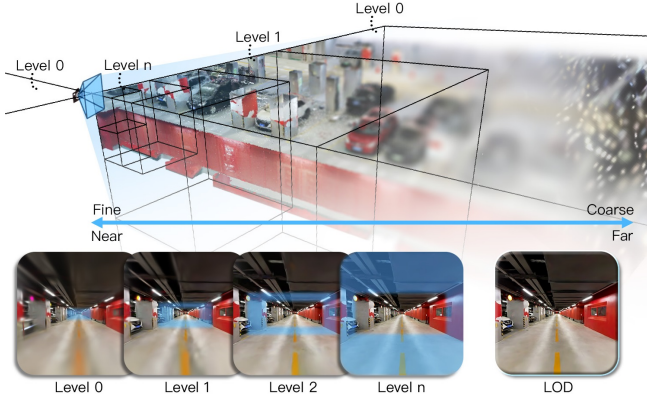 Level 0
Level 1
Level 0
Level n
Fine
Coarse
Near
Far
Level 0
Level 1
Level 2
Level n
LOD